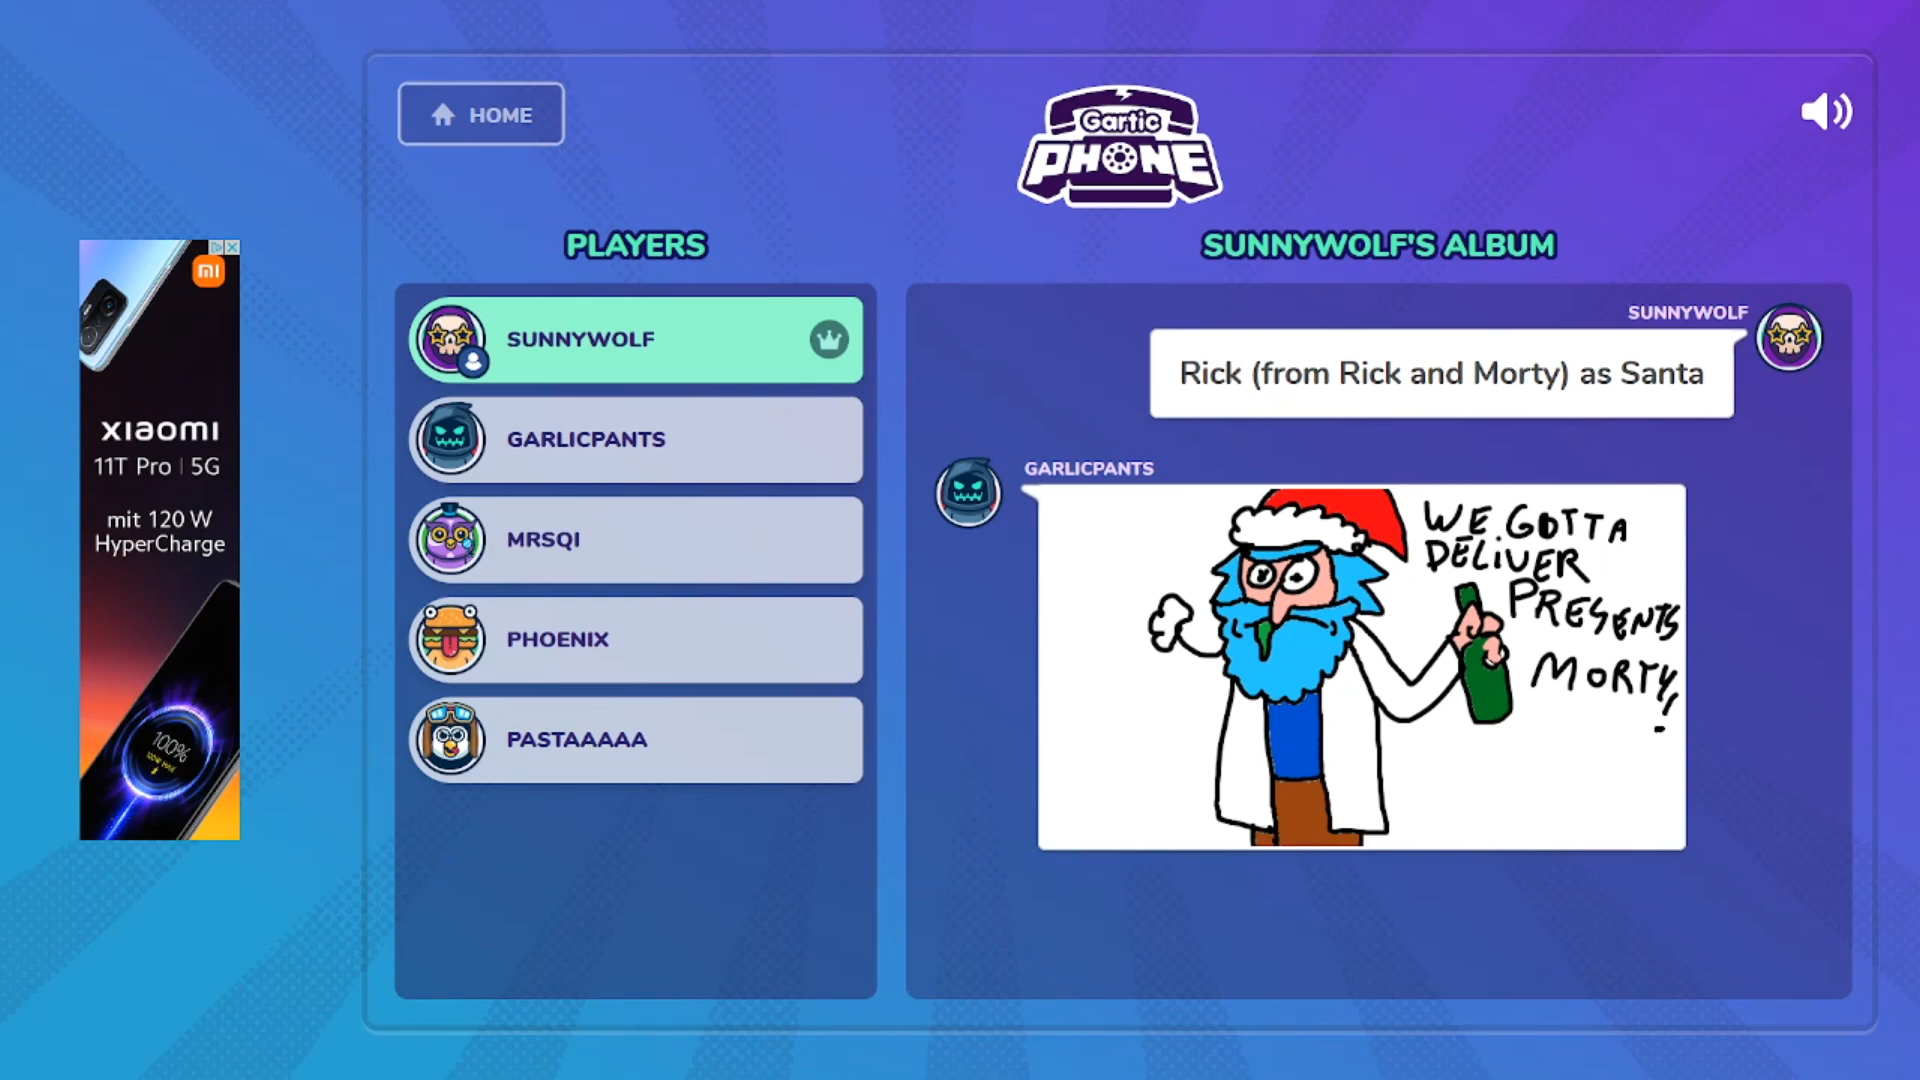 HOME
Gartic
PHONE
PLAYERS
SUNNYWOLF'S ALBUM
SUNNYWOLF
GARLICPANTS
MRSQI
PHOENIX
PASTAAAAA
SUNNYWOLF
Rick (from Rick and Morty) as Santa
GARLICPANTS
WE GOTTA
DELiVER
PRESENTS
MORTY!
mi
xiaomi
11T Pro | 5G
mit 120 W
HyperCharge
100%